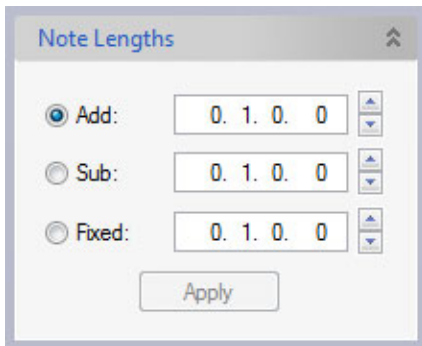 Note Lengths
Add: 0. 1. 0. 0
Sub: 0. 1. 0. 0
Fixed: 0. 1. 0. 0
Apply